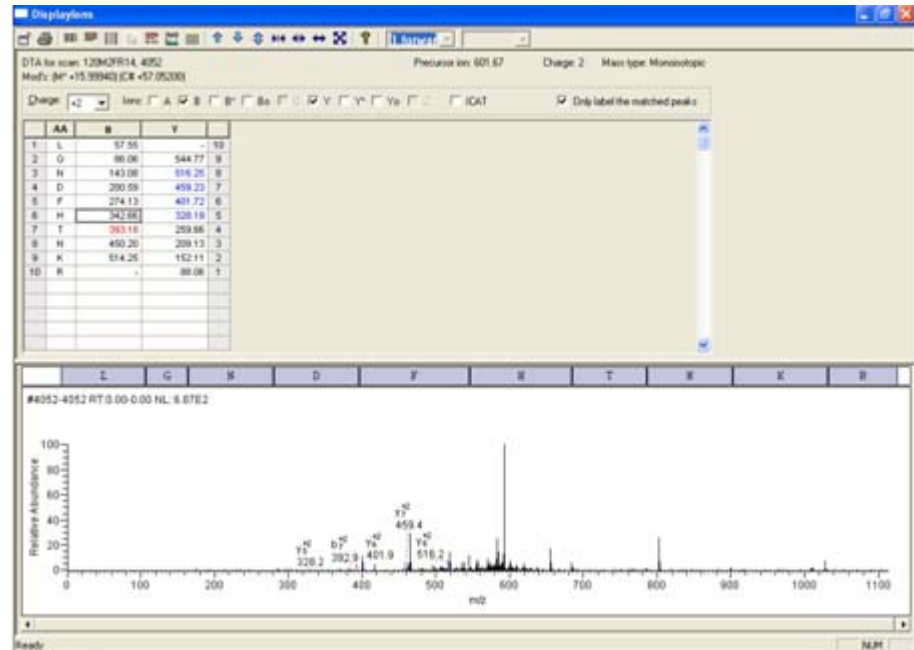 DisplayIons
DTA for scan: 120M2FR14, 4052 Precursor ion: 601.67 Charge: 2 Mass type: Monoisotopic
Mod's: (M* +15.99940) (C# +57.05200)
Charge: +2 Ions: A B B* Bo C Y Y* Yo Z ICAT Only label the matched peaks
AA B Y
1 L 57.55 - 10
2 G 86.06 544.77 9
3 N 143.08 516.25 8
4 D 200.59 459.23 7
5 F 274.13 401.72 6
6 H 342.66 328.19 5
7 T 393.18 259.66 4
8 N 450.20 209.13 3
9 K 514.25 152.11 2
10 R - 88.06 1
L G N D F H T N K R
#4052-4052 RT:0.00-0.00 NL: 6.87E2
Relative Abundance
100
80
60
40
20
0
459.4
328.2 392.9 401.9 516.2
0 100 200 300 400 500 600 700 800 900 1000 1100
m/z
Ready NUM